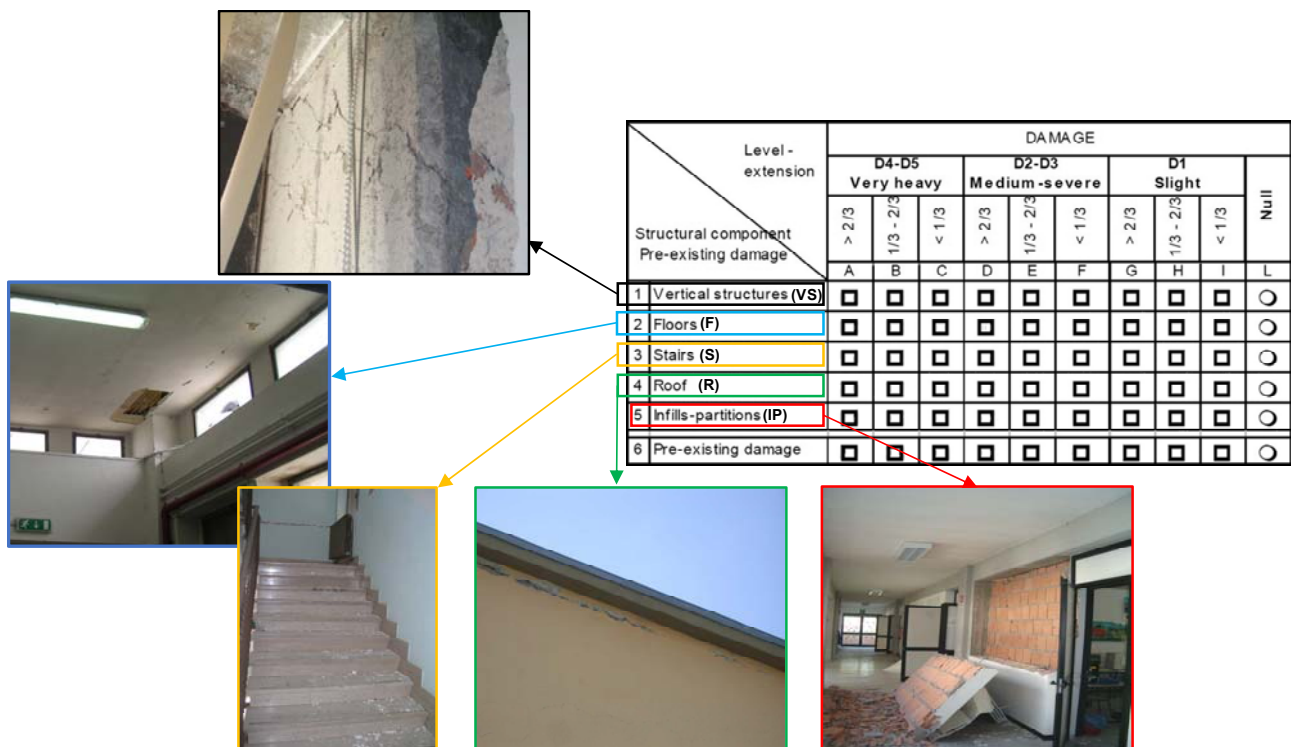 DAMAGE
Level - extension
D4-D5 Very heavy
D2-D3 Medium-severe
D1 Slight
Null
> 2/3
1/3 - 2/3
< 1/3
> 2/3
1/3 - 2/3
< 1/3
> 2/3
1/3 - 2/3
< 1/3
Structural component
Pre-existing damage
A B C D E F G H I L
1 Vertical structures (VS)
2 Floors (F)
3 Stairs (S)
4 Roof (R)
5 Infills-partitions (IP)
6 Pre-existing damage